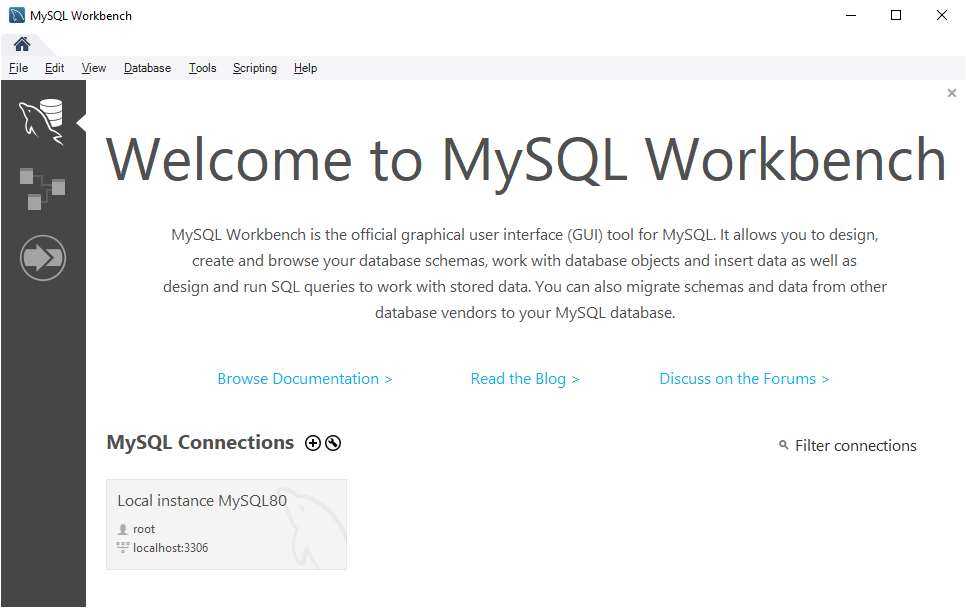 MySQL Workbench
File Edit View Database Tools Scripting Help
Welcome to MySQL Workbench
MySQL Workbench is the official graphical user interface (GUI) tool for MySQL. It allows you to design,
create and browse your database schemas, work with database objects and insert data as well as
design and run SQL queries to work with stored data. You can also migrate schemas and data from other
database vendors to your MySQL database.
Browse Documentation > Read the Blog > Discuss on the Forums >
MySQL Connections Filter connections
Local instance MySQL80
root
localhost:3306